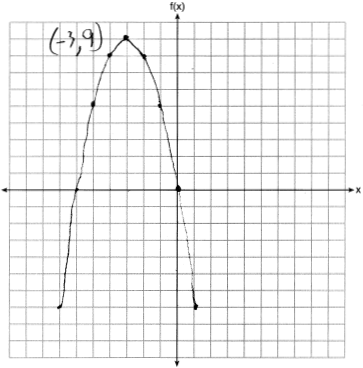 f(x)
(-3,9)
x